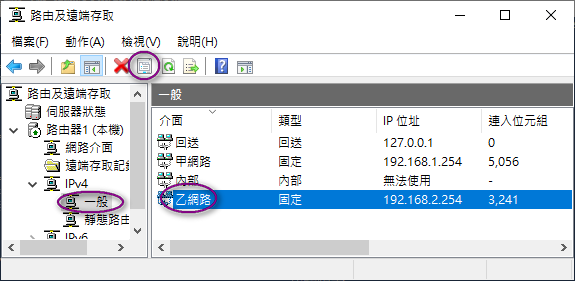 路由及遠端存取
檔案(F) 動作(A) 檢視(V) 說明(H)
路由及遠端存取
伺服器狀態
路由器1 (本機)
網路介面
遠端存取記錄
IPv4
一般
靜態路由
IPv6
一般
介面 類型 IP 位址 連入位元組
回送 回送 127.0.0.1 0
甲網路 固定 192.168.1.254 5,056
內部 內部 無法使用 -
乙網路 固定 192.168.2.254 3,241